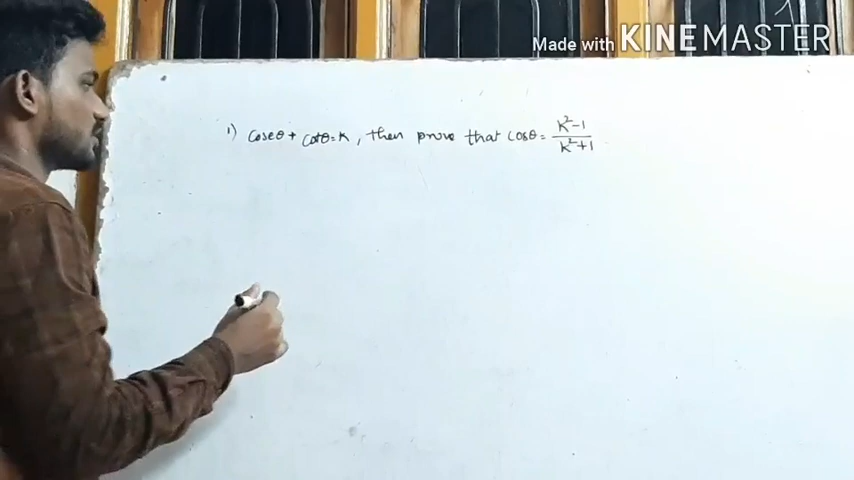 Made with KINEMASTER
1) Cosecθ + Cotθ = K, then prove that Cosθ = K²-1 / K²+1